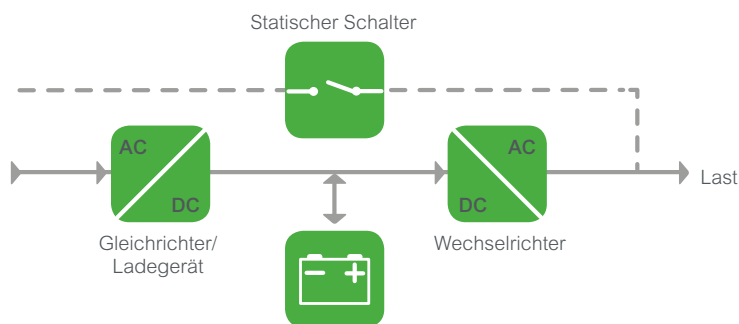 Statischer Schalter
AC
DC
Gleichrichter/
Ladegerät
AC
DC
Wechselrichter
Last